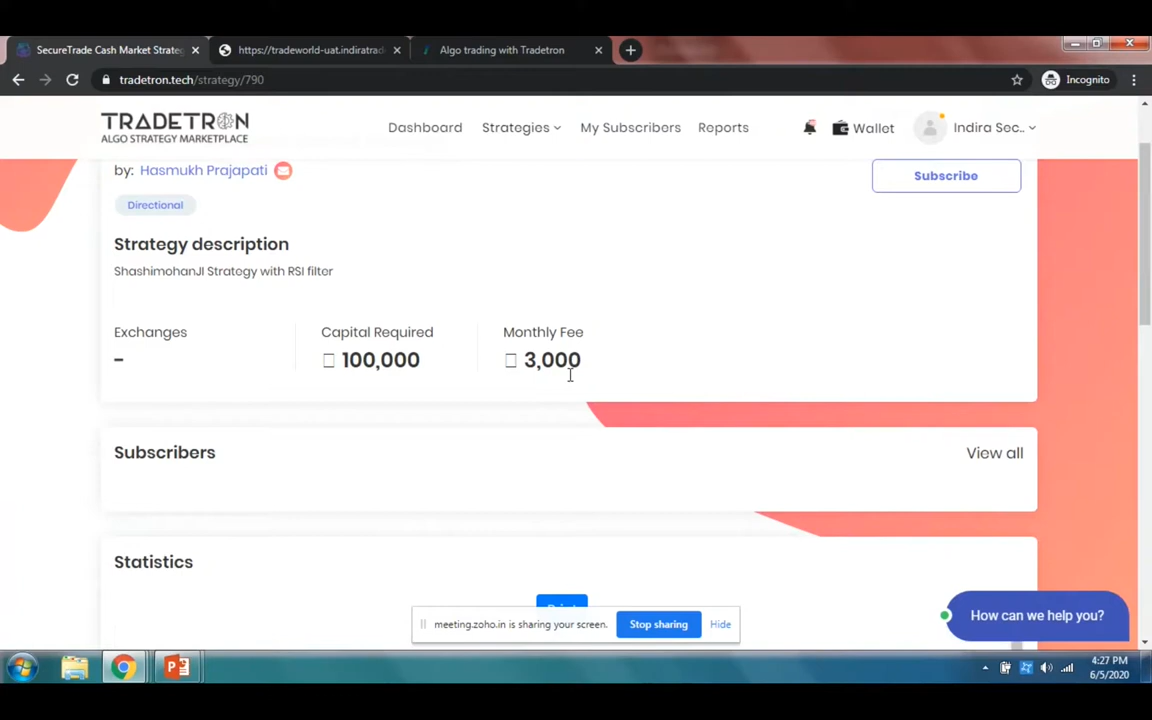 SecureTrade Cash Market Strateg
https://tradeworld-uat.indiratrad
Algo trading with Tradetron
tradetron.tech/strategy/790
Incognito
TRADETRON
ALGO STRATEGY MARKETPLACE
Dashboard
Strategies
My Subscribers
Reports
Wallet
Indira Sec..
by: Hasmukh Prajapati
Subscribe
Directional
Strategy description
ShashimohanJI Strategy with RSI filter
Exchanges
Capital Required
Monthly Fee
-
100,000
3,000
Subscribers
View all
Statistics
meeting.zoho.in is sharing your screen.
Stop sharing
Hide
How can we help you?
4:27 PM
6/5/2020